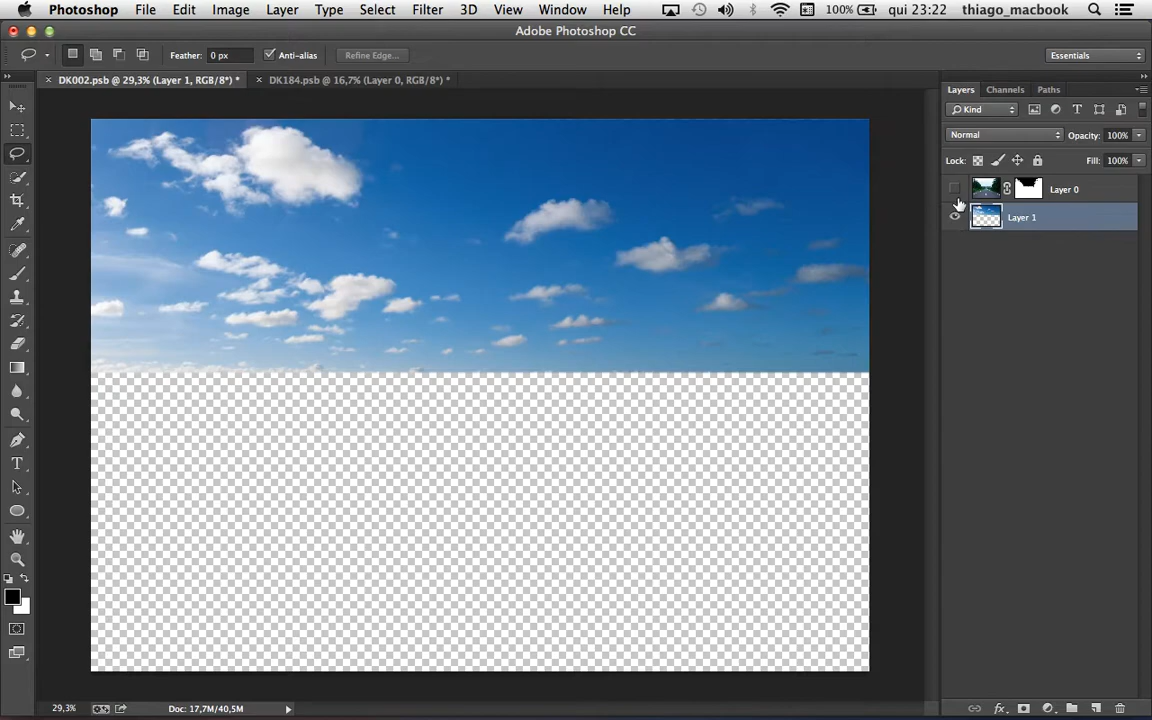 Photoshop File Edit Image Layer Type Select Filter 3D View Window Help 100% qui 23:22 thiago_macbook
Adobe Photoshop CC
Feather: 0 px Anti-alias Refine Edge... Essentials
× DK002.psb @ 29,3% (Layer 1, RGB/8*) * × DK184.psb @ 16,7% (Layer 0, RGB/8*) *
Layers Channels Paths
Kind
Normal Opacity: 100%
Lock: Fill: 100%
Layer 0
Layer 1
29,3% Doc: 17,7M/40,5M